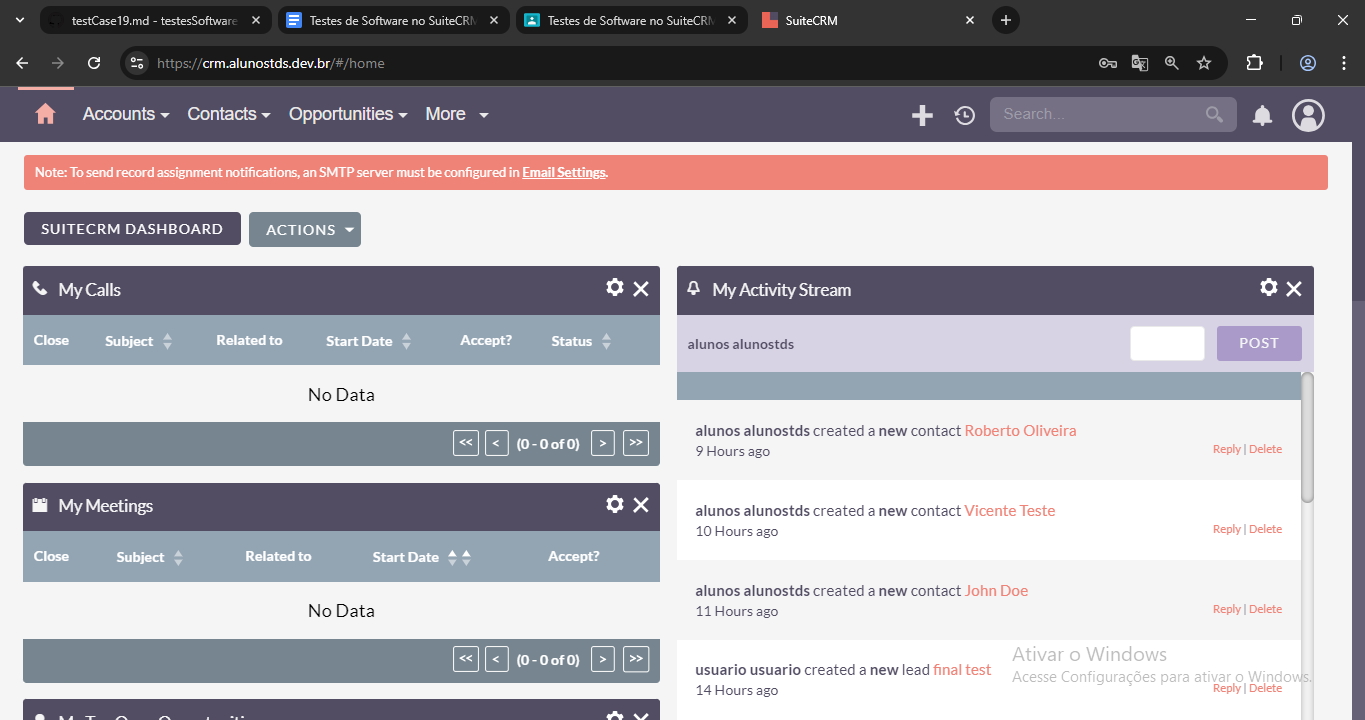 testCase19.md - testesSoftware
Testes de Software no SuiteCRM
Testes de Software no SuiteCRM
SuiteCRM
https://crm.alunostds.dev.br/#/home
Accounts Contacts Opportunities More Search...
Note: To send record assignment notifications, an SMTP server must be configured in Email Settings.
SUITECRM DASHBOARD ACTIONS
My Calls
Close Subject Related to Start Date Accept? Status
No Data
<< < (0 - 0 of 0) > >>
My Meetings
Close Subject Related to Start Date Accept?
No Data
<< < (0 - 0 of 0) > >>
My Activity Stream
alunos alunostds POST
alunos alunostds created a new contact Roberto Oliveira
9 Hours ago Reply | Delete
alunos alunostds created a new contact Vicente Teste
10 Hours ago Reply | Delete
alunos alunostds created a new contact John Doe
11 Hours ago Reply | Delete
usuario usuario created a new lead final test
14 Hours ago Reply | Delete
Ativar o Windows
Acesse Configurações para ativar o Windows.